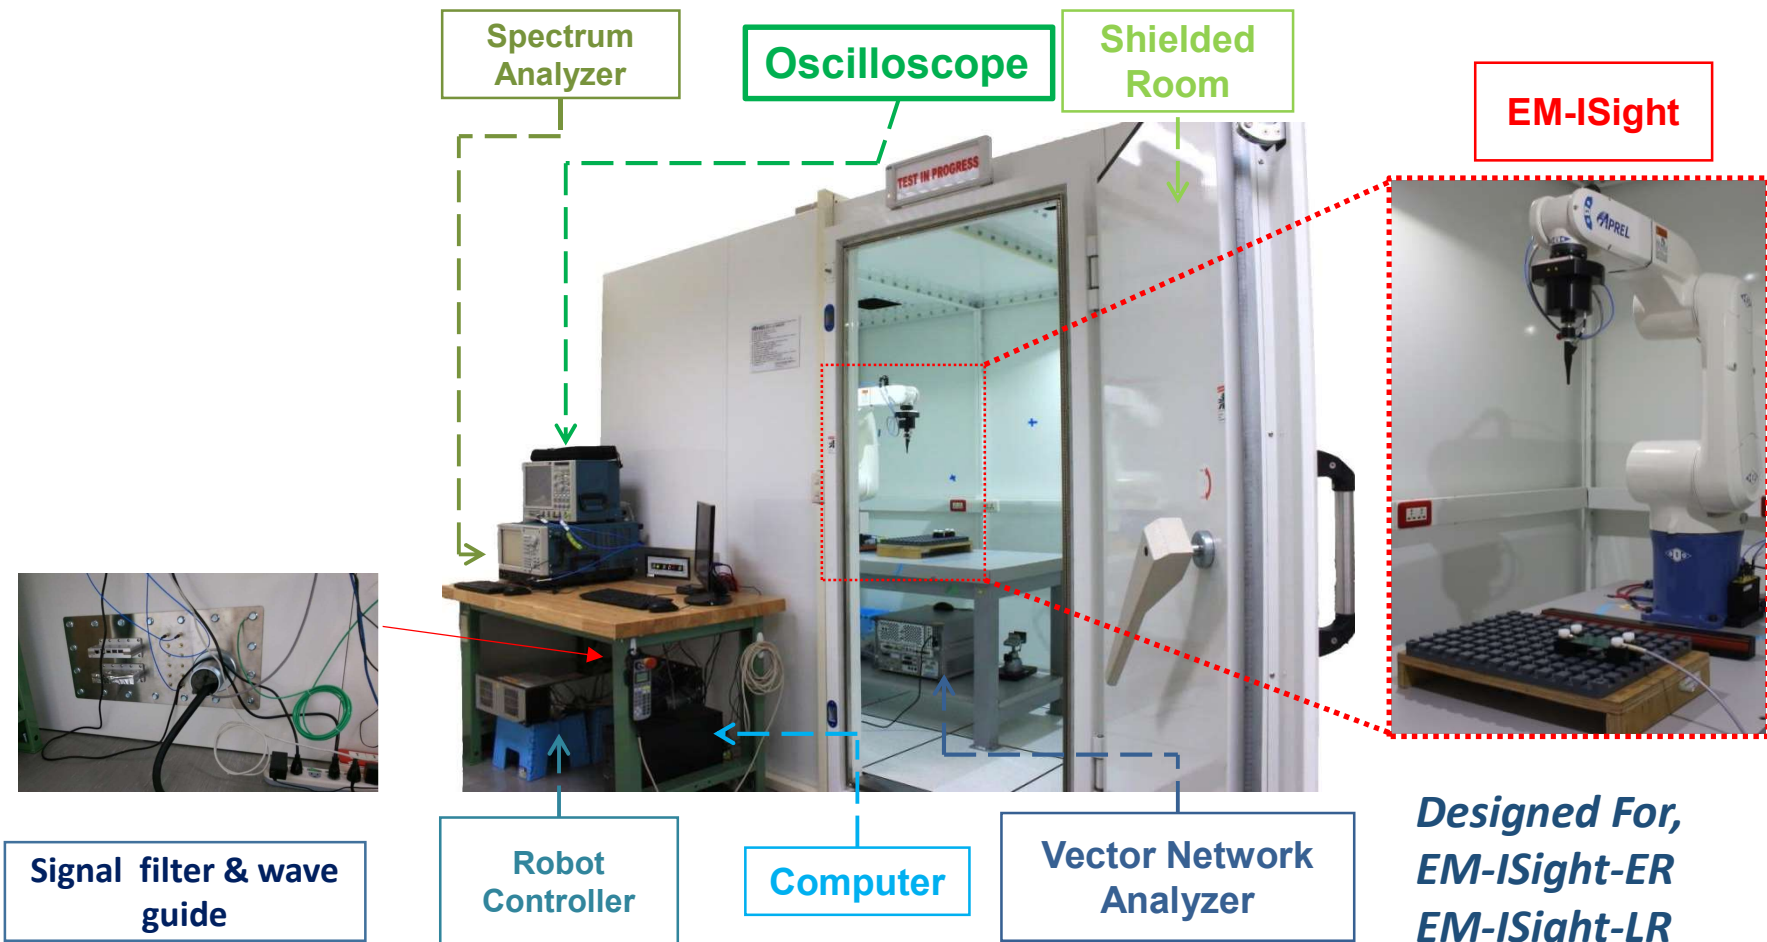 Spectrum
Analyzer
Oscilloscope
Shielded
Room
EM-ISight
TEST IN PROGRESS
APREL
Signal filter & wave
guide
Robot
Controller
Computer
Vector Network
Analyzer
Designed For,
EM-ISight-ER
EM-ISight-LR